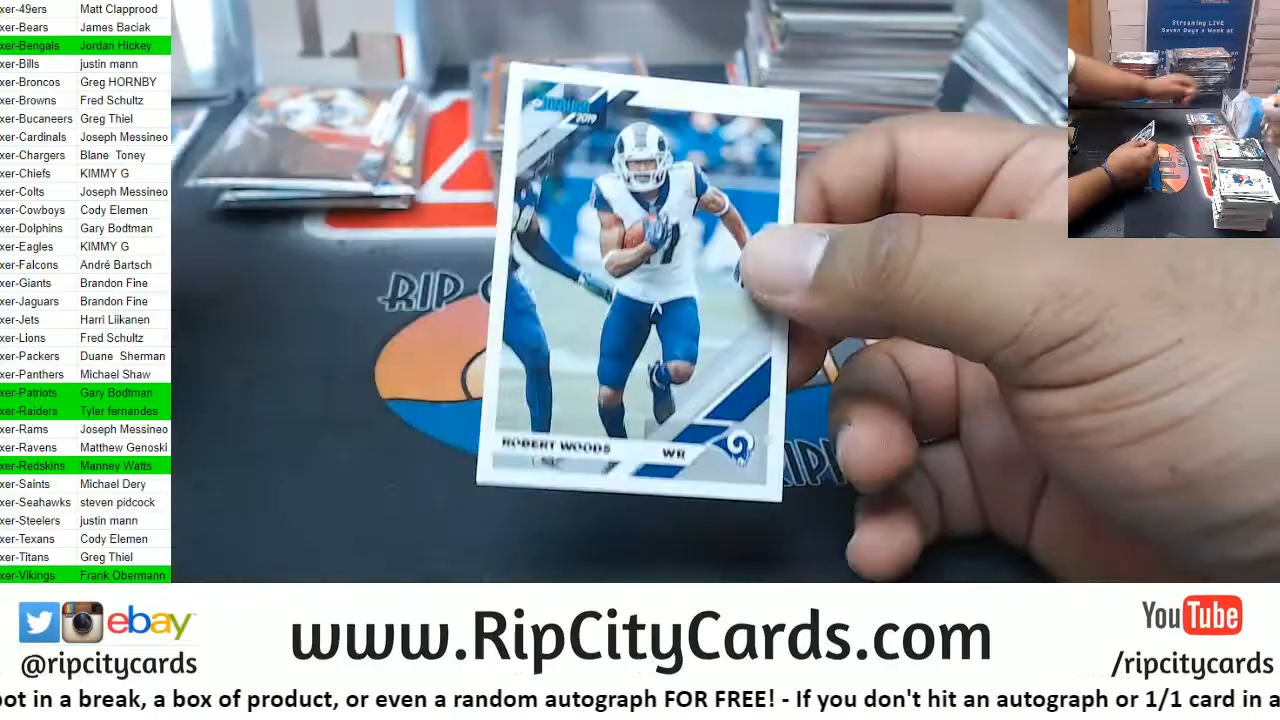 xer-49ers Matt Clapprood
xer-Bears James Baciak
xer-Bengals Jordan Hickey
xer-Bills justin mann
xer-Broncos Greg HORNBY
xer-Browns Fred Schultz
xer-Bucaneers Greg Thiel
xer-Cardinals Joseph Messineo
xer-Chargers Blane Toney
xer-Chiefs KIMMY G
xer-Colts Joseph Messineo
xer-Cowboys Cody Elemen
xer-Dolphins Gary Bodtman
xer-Eagles KIMMY G
xer-Falcons André Bartsch
xer-Giants Brandon Fine
xer-Jaguars Brandon Fine
xer-Jets Harri Liikanen
xer-Lions Fred Schultz
xer-Packers Duane Sherman
xer-Panthers Michael Shaw
xer-Patriots Gary Bodtman
xer-Raiders Tyler fernandes
xer-Rams Joseph Messineo
xer-Ravens Matthew Genoski
xer-Redskins Manney Watts
xer-Saints Michael Dery
xer-Seahawks steven pidcock
xer-Steelers justin mann
xer-Texans Cody Elemen
xer-Titans Greg Thiel
xer-Vikings Frank Obermann
Streaming LIVE
Seven Days a Week at
2019
RIP
17
ROBERT WOODS WR
ebay
@ripcitycards
www.RipCityCards.com
YouTube
/ripcitycards
pot in a break, a box of product, or even a random autograph FOR FREE! - If you don't hit an autograph or 1/1 card in a